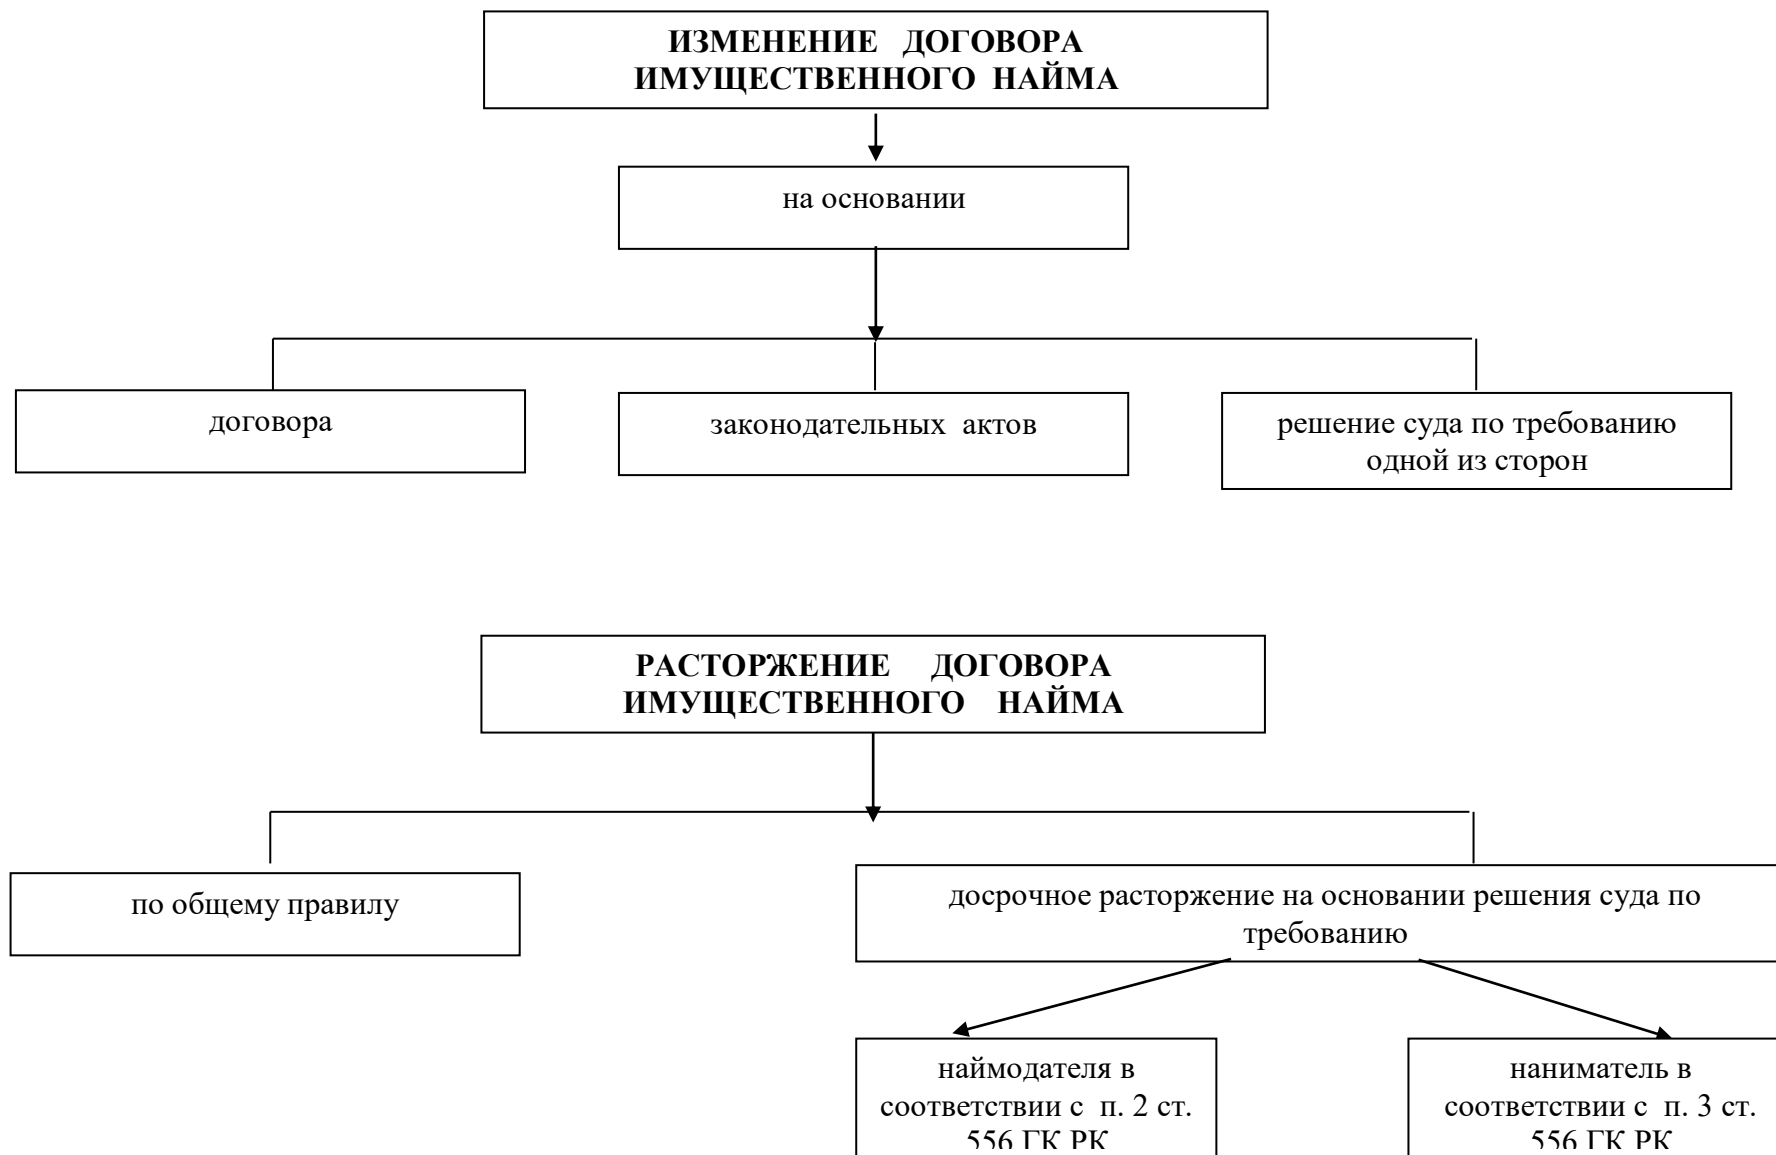 ИЗМЕНЕНИЕ ДОГОВОРА
ИМУЩЕСТВЕННОГО НАЙМА
на основании
договора
законодательных актов
решение суда по требованию
одной из сторон
РАСТОРЖЕНИЕ ДОГОВОРА
ИМУЩЕСТВЕННОГО НАЙМА
по общему правилу
досрочное расторжение на основании решения суда по
требованию
наймодателя в
соответствии с п. 2 ст.
556 ГК РК
наниматель в
соответствии с п. 3 ст.
556 ГК РК